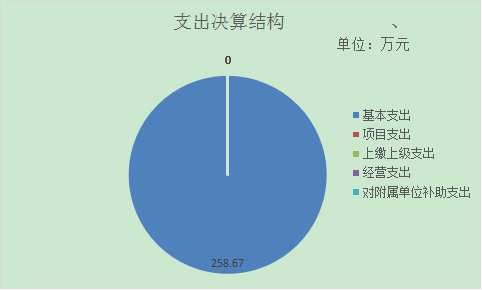 支出决算结构
、
单位：万元
0
基本支出
项目支出
上缴上级支出
经营支出
对附属单位补助支出
258.67